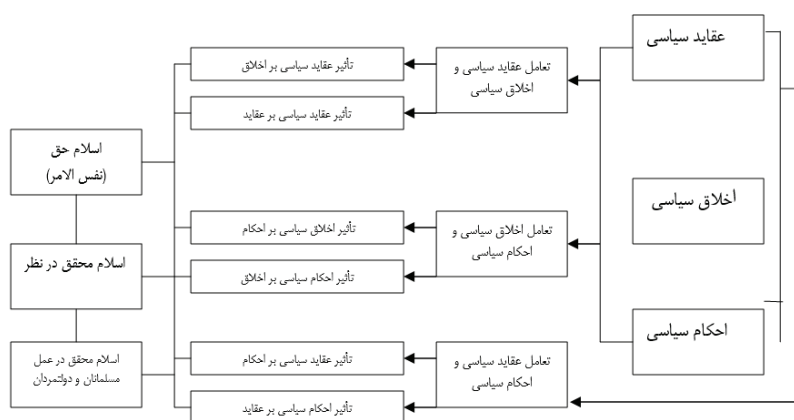 عقاید سیاسی
اخلاق سیاسی
احکام سیاسی
تعامل عقاید سیاسی و
اخلاق سیاسی
تعامل اخلاق سیاسی و
احکام سیاسی
تعامل عقاید سیاسی و
احکام سیاسی
تأثیر عقاید سیاسی بر اخلاق
تأثیر عقاید سیاسی بر عقاید
تأثیر اخلاق سیاسی بر احکام
تأثیر احکام سیاسی بر اخلاق
تأثیر عقاید سیاسی بر احکام
تأثیر احکام سیاسی بر عقاید
اسلام حق
(نفس الامر)
اسلام محقق در نظر
اسلام محقق در عمل
مسلمانان و دولتمردان